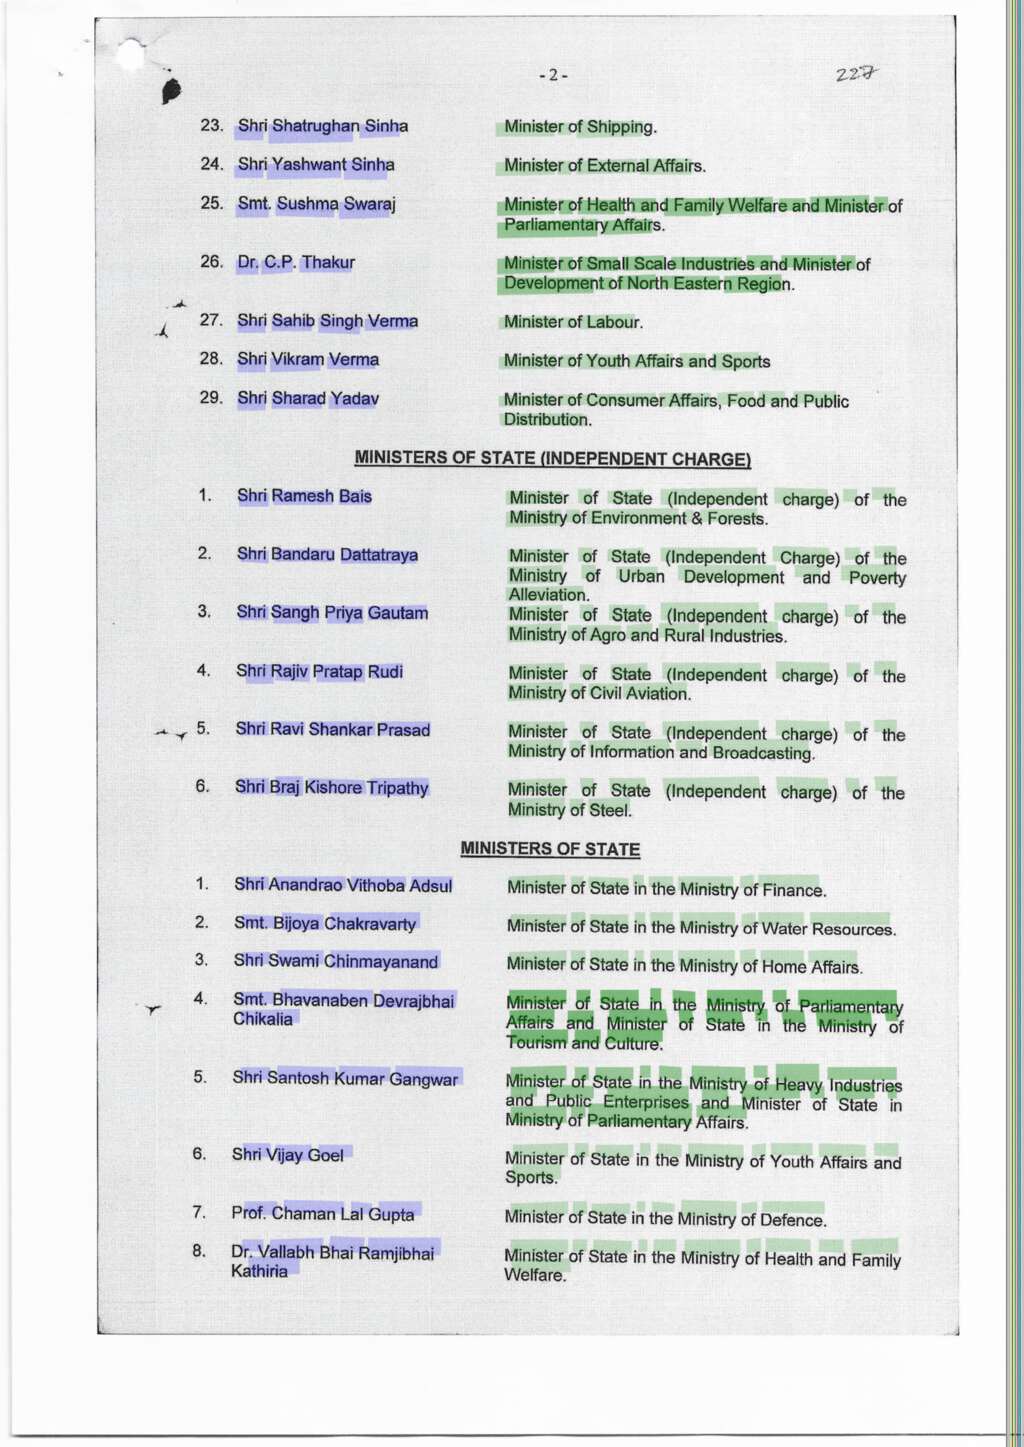 -2-
227
23. Shri Shatrughan Sinha Minister of Shipping.
24. Shri Yashwant Sinha Minister of External Affairs.
25. Smt. Sushma Swaraj Minister of Health and Family Welfare and Minister of
Parliamentary Affairs.
26. Dr. C.P. Thakur Minister of Small Scale Industries and Minister of
Development of North Eastern Region.
27. Shri Sahib Singh Verma Minister of Labour.
28. Shri Vikram Verma Minister of Youth Affairs and Sports
29. Shri Sharad Yadav Minister of Consumer Affairs, Food and Public
Distribution.
MINISTERS OF STATE (INDEPENDENT CHARGE)
1. Shri Ramesh Bais Minister of State (Independent charge) of the
Ministry of Environment & Forests.
2. Shri Bandaru Dattatraya Minister of State (Independent Charge) of the
Ministry of Urban Development and Poverty
Alleviation.
3. Shri Sangh Priya Gautam Minister of State (Independent charge) of the
Ministry of Agro and Rural Industries.
4. Shri Rajiv Pratap Rudi Minister of State (Independent charge) of the
Ministry of Civil Aviation.
5. Shri Ravi Shankar Prasad Minister of State (Independent charge) of the
Ministry of Information and Broadcasting.
6. Shri Braj Kishore Tripathy Minister of State (Independent charge) of the
Ministry of Steel.
MINISTERS OF STATE
1. Shri Anandrao Vithoba Adsul Minister of State in the Ministry of Finance.
2. Smt. Bijoya Chakravarty Minister of State in the Ministry of Water Resources.
3. Shri Swami Chinmayanand Minister of State in the Ministry of Home Affairs.
4. Smt. Bhavanaben Devrajbhai Minister of State in the Ministry of Parliamentary
Chikalia Affairs and Minister of State in the Ministry of
Tourism and Culture.
5. Shri Santosh Kumar Gangwar Minister of State in the Ministry of Heavy Industries
and Public Enterprises and Minister of State in
Ministry of Parliamentary Affairs.
6. Shri Vijay Goel Minister of State in the Ministry of Youth Affairs and
Sports.
7. Prof. Chaman Lal Gupta Minister of State in the Ministry of Defence.
8. Dr. Vallabh Bhai Ramjibhai Minister of State in the Ministry of Health and Family
Kathiria Welfare.